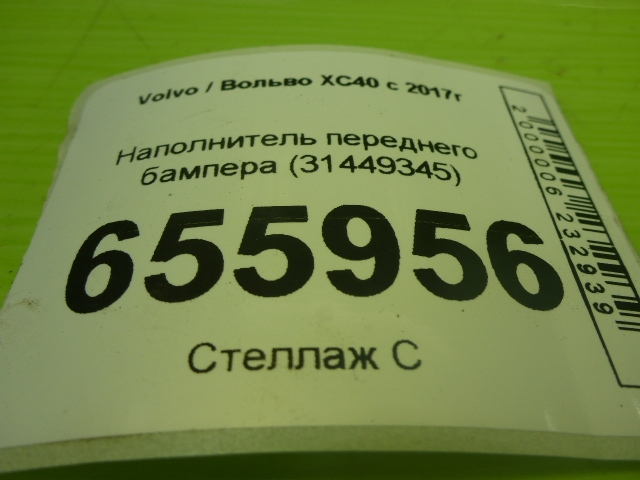 Volvo / Вольво XC40 с 2017г
Наполнитель переднего
бампера (31449345)
655956
Стеллаж С
2000006232939